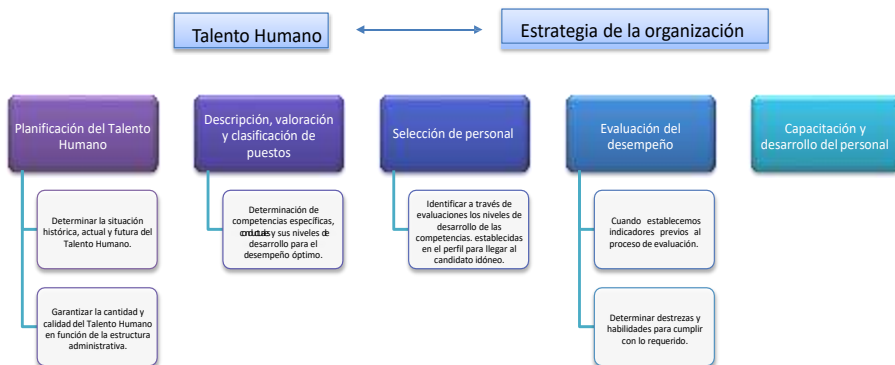 Talento Humano
Estrategia de la organización
Planificación del Talento
Humano
Determinar la situación
histórica, actual y futura del
Talento Humano.
Garantizar la cantidad y
calidad del Talento Humano
en función de la estructura
administrativa.
Descripción, valoración
y clasificación de
puestos
Determinación de
competencias específicas,
y sus niveles de
desarrollo para el
desempeño óptimo.
Selección de personal
Identificar a través de
evaluaciones los niveles de
desarrollo de las
competencias. establecidas
en el perfil para llegar al
candidato idóneo.
Evaluación del
desempeño
Cuando establecemos
indicadores previos al
proceso de evaluación.
Determinar destrezas y
habilidades para cumplir
con lo requerido.
Capacitación y
desarrollo del personal